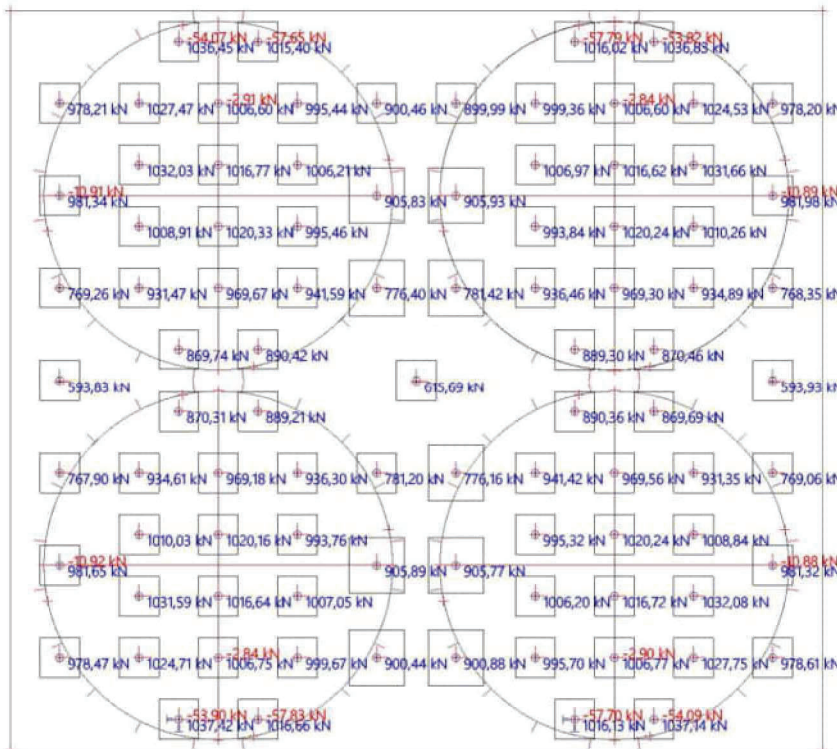 -54,07 kN -57,65 kN -57,79 kN -53,82 kN
1036,45 kN 1015,40 kN 1016,02 kN 1036,83 kN
-2,91 kN -2,84 kN
978,21 kN 1027,47 kN 1006,60 kN 995,44 kN 900,46 kN 899,99 kN 999,36 kN 1006,60 kN 1024,53 kN 978,20 kN
1032,03 kN 1016,77 kN 1006,21 kN 1006,97 kN 1016,62 kN 1031,66 kN
-10,91 kN -10,89 kN
981,34 kN 905,83 kN 905,93 kN 981,98 kN
1008,91 kN 1020,33 kN 995,46 kN 993,84 kN 1020,24 kN 1010,26 kN
769,26 kN 931,47 kN 969,67 kN 941,59 kN 776,40 kN 781,42 kN 936,46 kN 969,30 kN 934,89 kN 768,35 kN
869,74 kN 890,42 kN 889,30 kN 870,46 kN
593,83 kN 615,69 kN 593,93 kN
870,31 kN 889,21 kN 890,36 kN 869,69 kN
767,90 kN 934,61 kN 969,18 kN 936,30 kN 781,20 kN 776,16 kN 941,42 kN 969,56 kN 931,35 kN 769,06 kN
1010,03 kN 1020,16 kN 993,76 kN 995,32 kN 1020,24 kN 1008,84 kN
-10,92 kN -10,88 kN
981,65 kN 905,89 kN 905,77 kN 981,32 kN
1031,59 kN 1016,64 kN 1007,05 kN 1006,20 kN 1016,72 kN 1032,08 kN
-2,84 kN -2,90 kN
978,47 kN 1024,71 kN 1006,75 kN 999,67 kN 900,44 kN 900,88 kN 995,70 kN 1006,77 kN 1027,75 kN 978,61 kN
-53,90 kN -57,83 kN -57,70 kN -54,09 kN
1037,42 kN 1016,66 kN 1016,13 kN 1037,14 kN